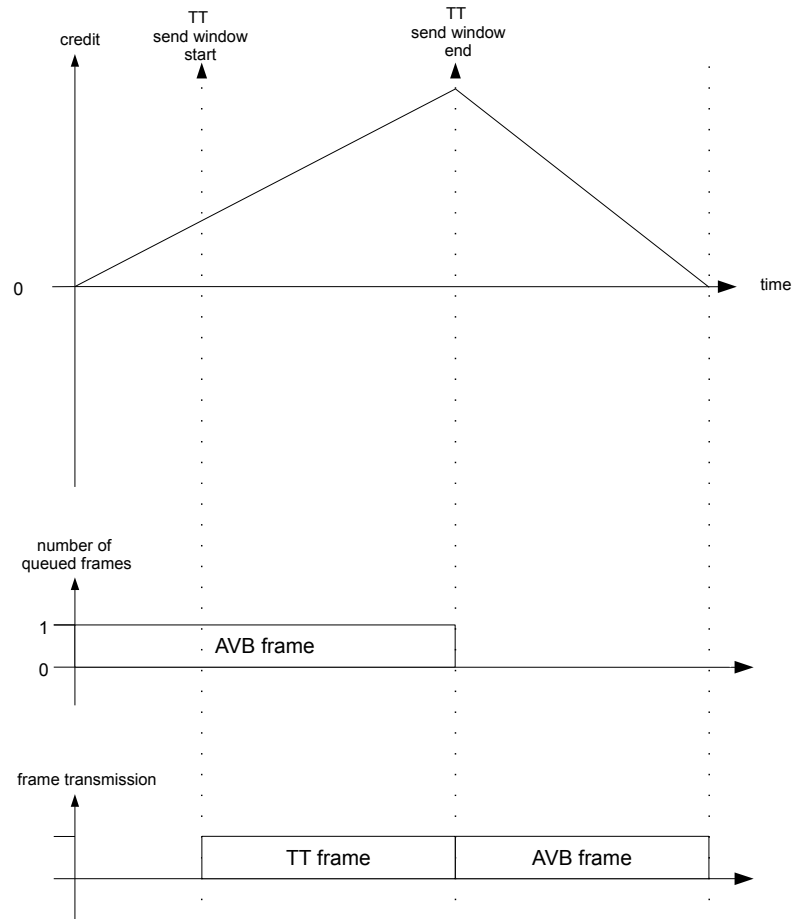 TT
send window
start
TT
send window
end
credit
0
time
number of
queued frames
1
AVB frame
0
frame transmission
TT frame
AVB frame